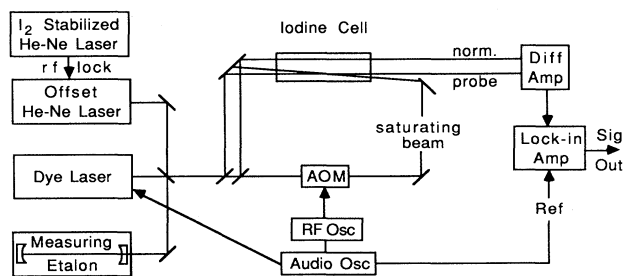 I2 Stabilized
He-Ne Laser
rf lock
Offset
He-Ne Laser
Dye Laser
Measuring
Etalon
Iodine Cell
norm.
probe
Diff
Amp
saturating
beam
Lock-in
Amp
Sig
Out
AOM
Ref
RF Osc
Audio Osc